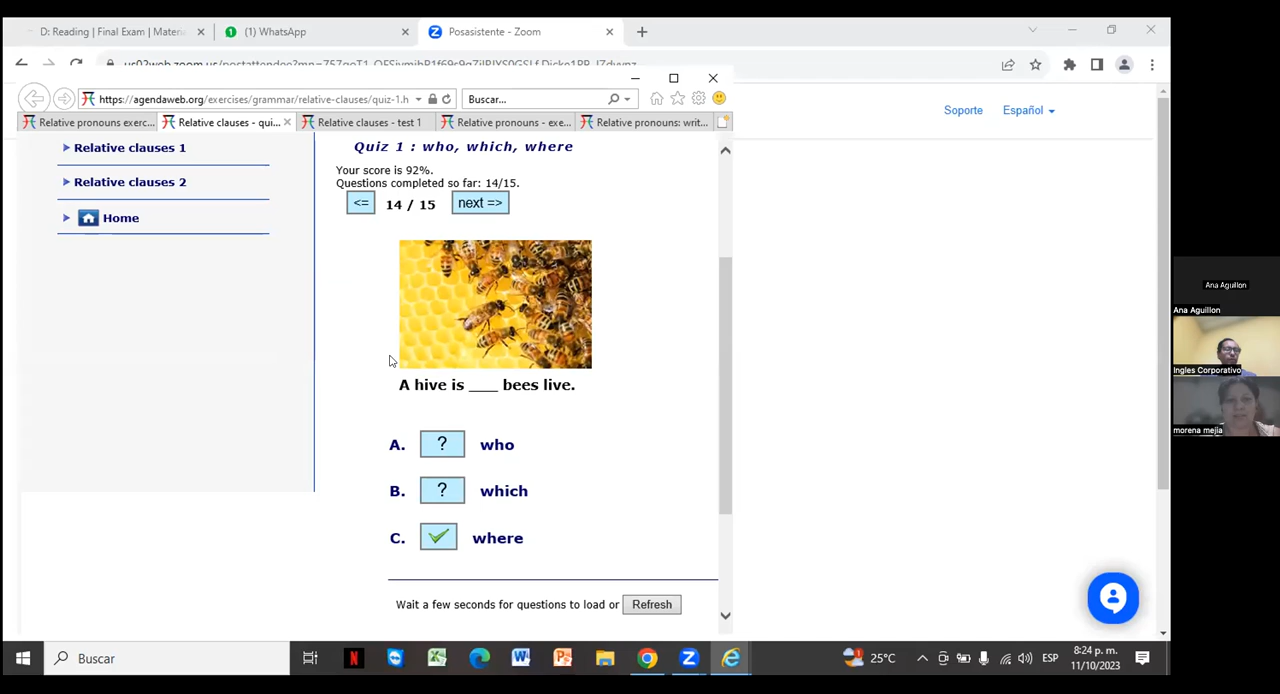 D: Reading | Final Exam | Materia
(1) WhatsApp
Posasistente - Zoom
https://agendaweb.org/exercises/grammar/relative-clauses/quiz-1.h
Buscar...
Relative pronouns exerc...
Relative clauses - qui...
Relative clauses - test 1
Relative pronouns - exe...
Relative pronouns: writ...
Soporte
Español
Relative clauses 1
Relative clauses 2
Home
Quiz 1 : who, which, where
Your score is 92%.
Questions completed so far: 14/15.
<=
14 / 15
next =>
A hive is ___ bees live.
A. ? who
B. ? which
C. where
Wait a few seconds for questions to load or Refresh
Ana Aguillon
Ana Aguillon
Ingles Corporativo
morena mejia
Buscar
25°C
ESP
8:24 p. m.
11/10/2023